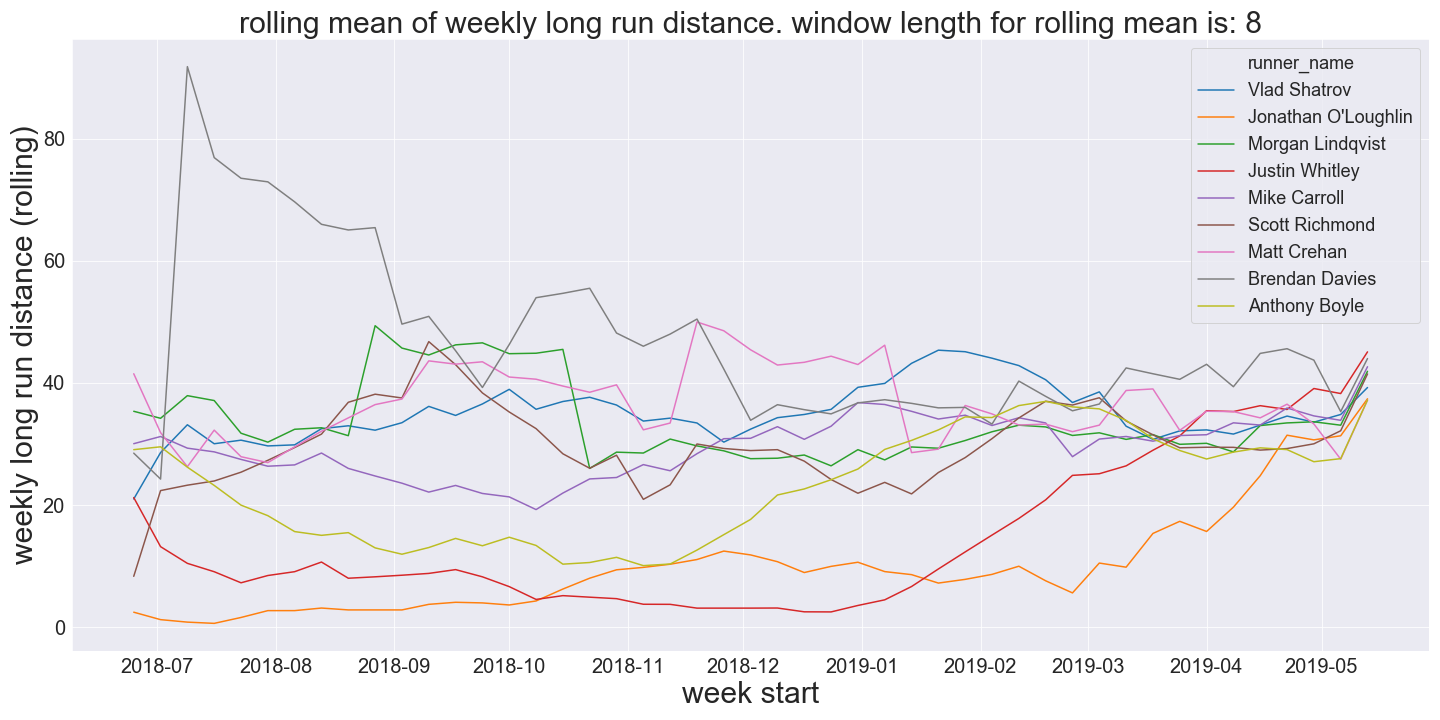 rolling mean of weekly long run distance. window length for rolling mean is: 8
weekly long run distance (rolling)
80
60
40
20
0
runner_name
Vlad Shatrov
Jonathan O'Loughlin
Morgan Lindqvist
Justin Whitley
Mike Carroll
Scott Richmond
Matt Crehan
Brendan Davies
Anthony Boyle
2018-07 2018-08 2018-09 2018-10 2018-11 2018-12 2019-01 2019-02 2019-03 2019-04 2019-05
week start